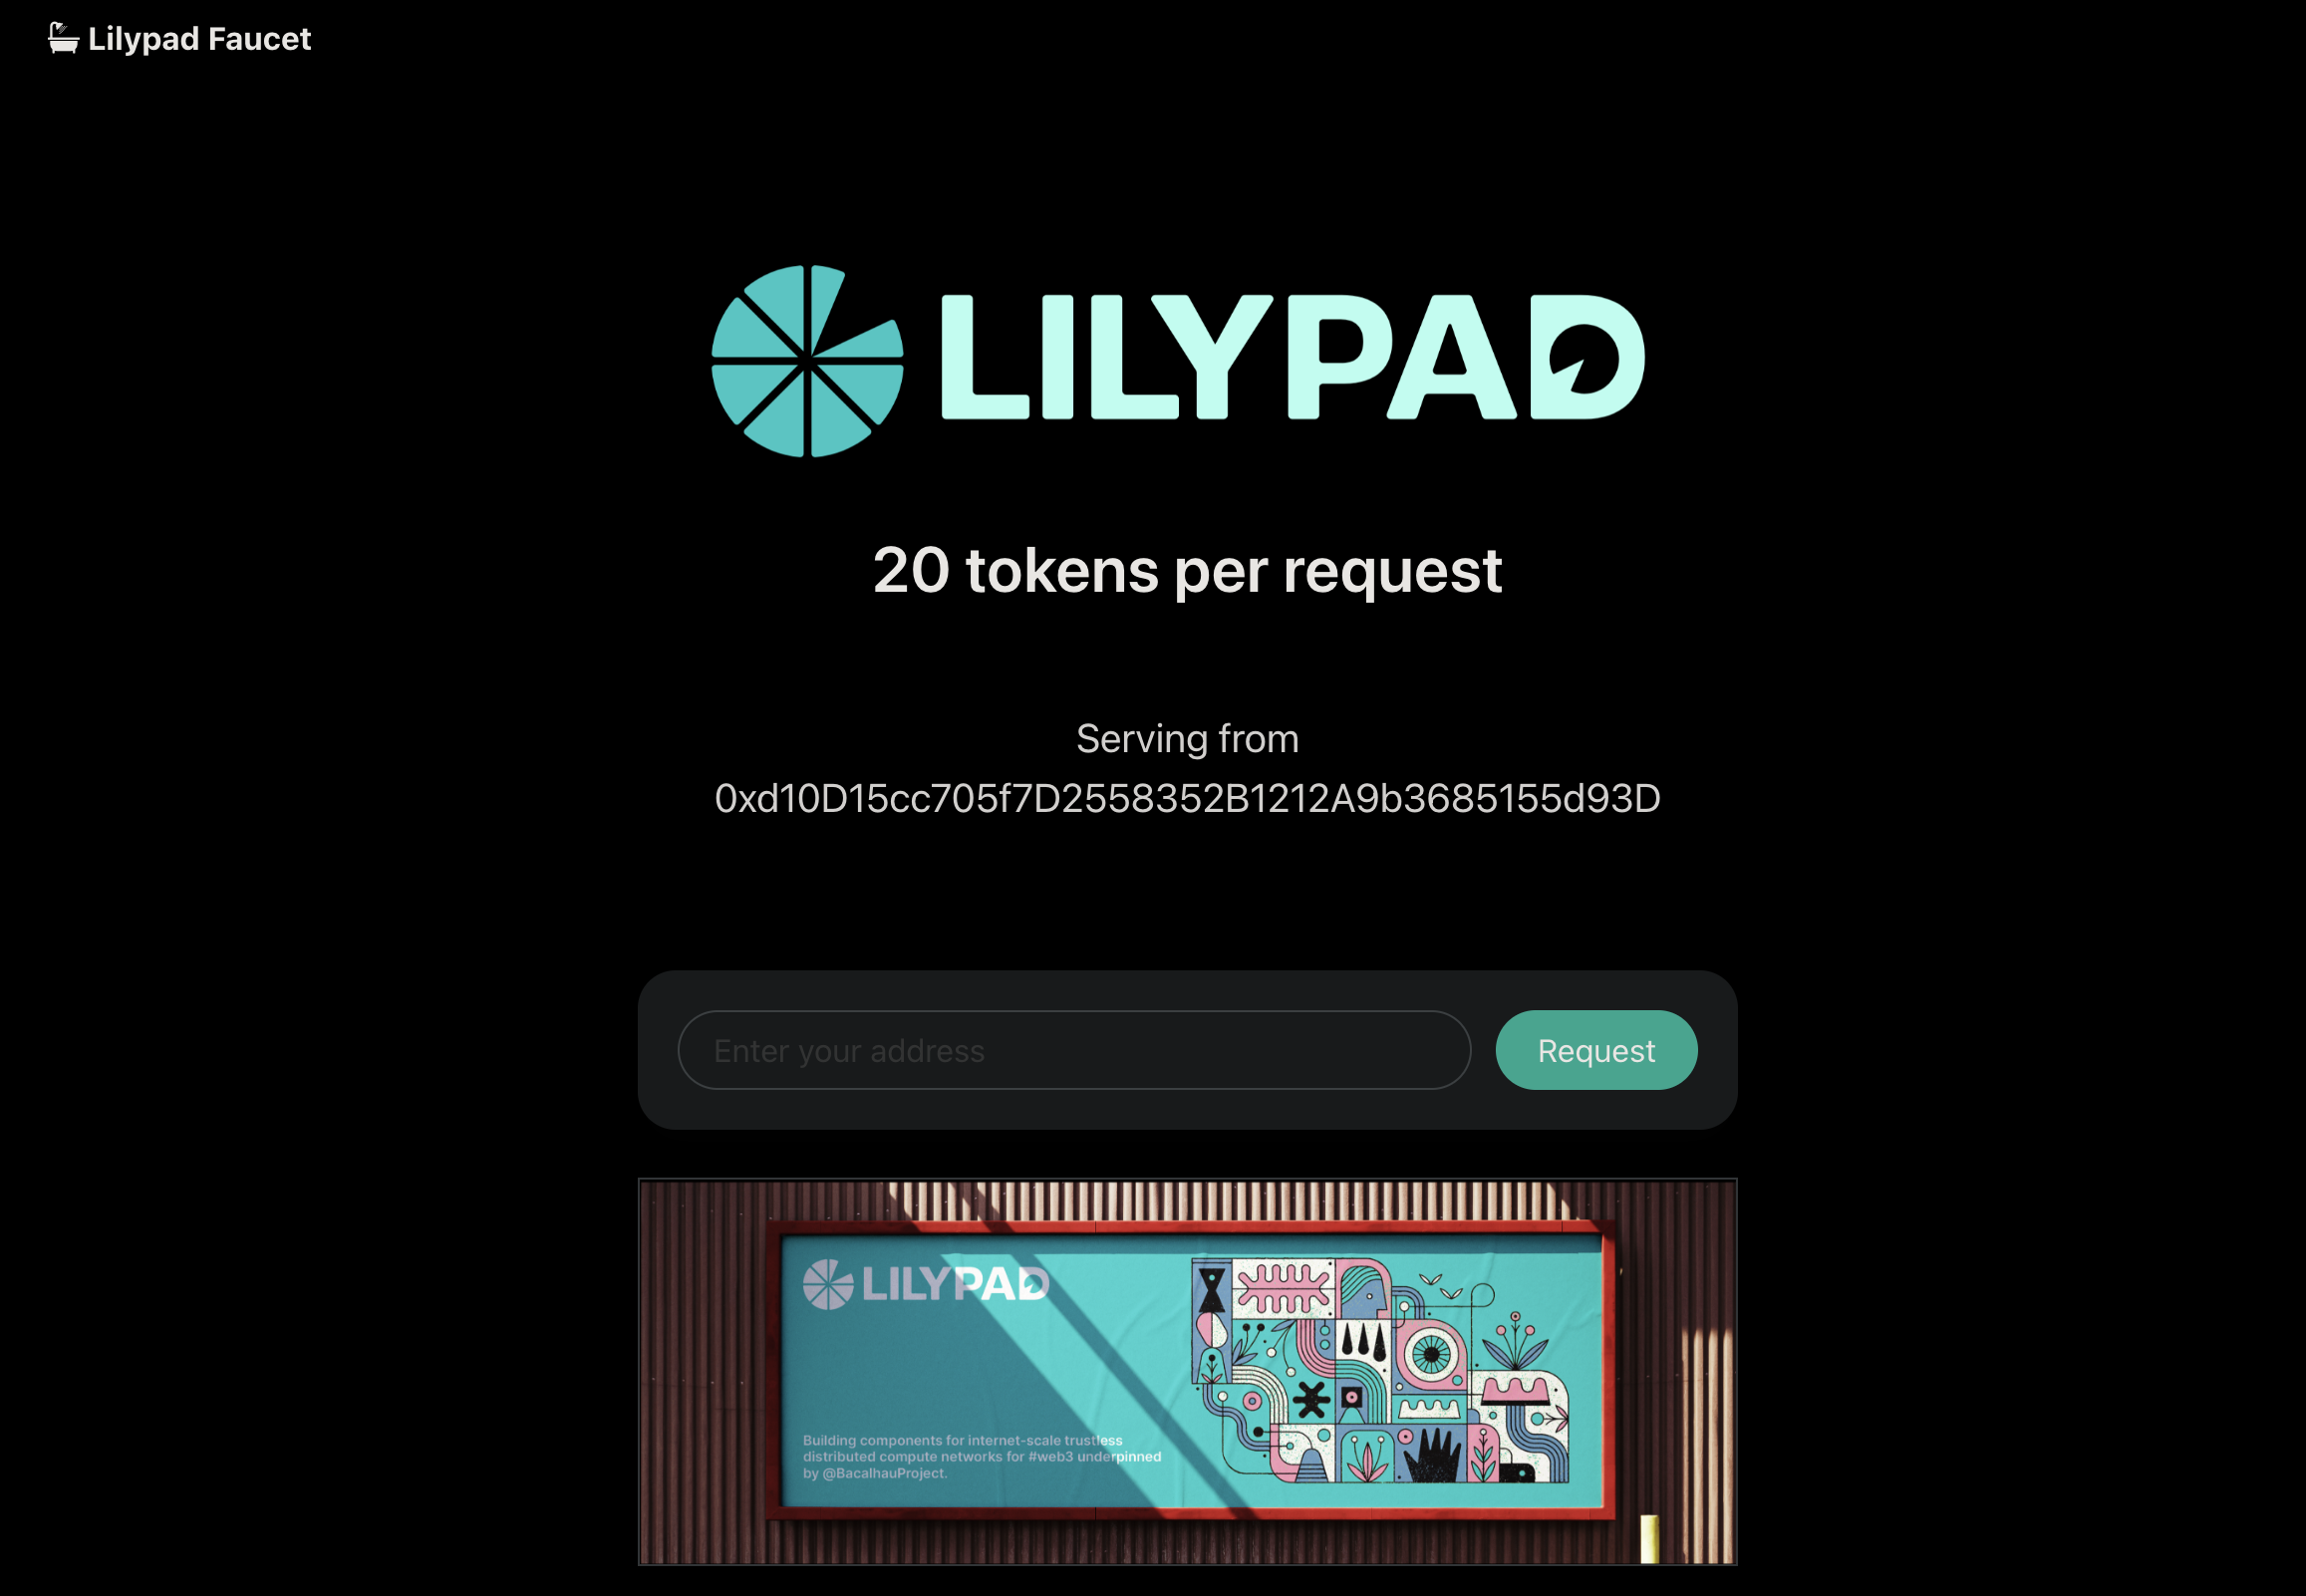 Lilypad Faucet
LILYPAD
20 tokens per request
Serving from
0xd10D15cc705f7D2558352B1212A9b3685155d93D
Enter your address
Request
LILYPAD
Building components for internet-scale trustless
distributed compute networks for #web3 underpinned
by @BacalhauProject.